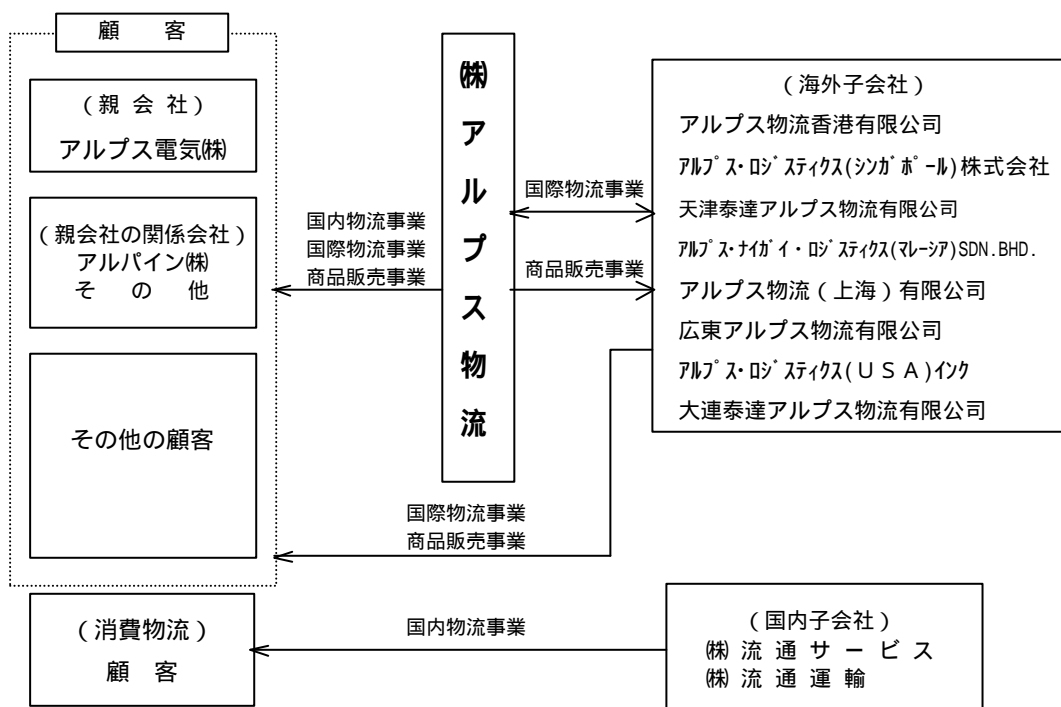 顧 客
(親 会 社)
アルプス電気㈱
(親会社の関係会社)
アルパイン㈱
そ の 他
その他の顧客
(消費物流)
顧 客
国内物流事業
国際物流事業
商品販売事業
㈱アルプス物流
国際物流事業
商品販売事業
(海外子会社)
アルプス物流香港有限公司
ｱﾙﾌﾟｽ・ﾛｼﾞｽﾃｨｸｽ(ｼﾝｶﾞﾎﾟｰﾙ)株式会社
天津泰達アルプス物流有限公司
ｱﾙﾌﾟｽ・ﾅｲｶﾞｲ・ﾛｼﾞｽﾃｨｸｽ(ﾏﾚｰｼｱ)SDN.BHD.
アルプス物流(上海)有限公司
広東アルプス物流有限公司
ｱﾙﾌﾟｽ・ﾛｼﾞｽﾃｨｸｽ(ＵＳＡ)ｲﾝｸ
大連泰達アルプス物流有限公司
国際物流事業
商品販売事業
国内物流事業
(国内子会社)
㈱ 流 通 サ ー ビ ス
㈱ 流 通 運 輸